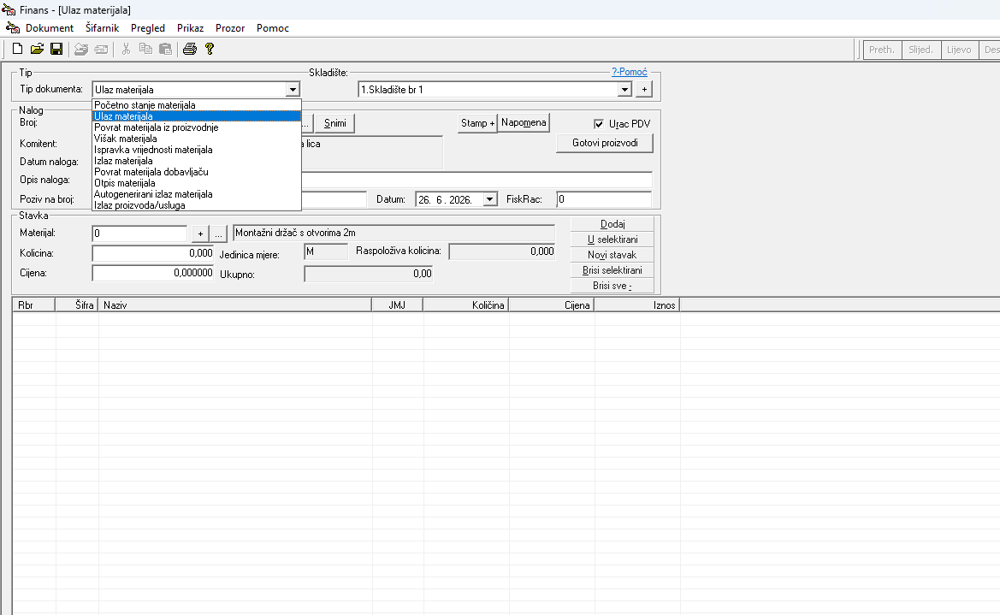 Finans - [Ulaz materijala]
Dokument Šifarnik Pregled Prikaz Prozor Pomoc
Preth. Slijed. Lijevo Des
Tip Skladište: ?-Pomoć
Tip dokumenta: Ulaz materijala 1.Skladište br 1 +
Početno stanje materijala
Ulaz materijala
Povrat materijala iz proizvodnje
Višak materijala
Ispravka vrijednosti materijala
Izlaz materijala
Povrat materijala dobavljaču
Otpis materijala
Autogenerirani izlaz materijala
Izlaz proizvoda/usluga
Nalog
Broj: ... Snimi Stamp + Napomena Urac PDV
Komitent: a lica Gotovi proizvodi
Datum naloga:
Opis naloga:
Poziv na broj: Datum: 26. 6. 2026. FiskRac: 0
Stavka
Materijal: 0 + ... Montažni držač s otvorima 2m
Kolicina: 0,000 Jedinica mjere: M Raspoloživa kolicina: 0,000
Cijena: 0,000000 Ukupno: 0,00
Dodaj
U selektirani
Novi stavak
Brisi selektirani
Brisi sve -
Rbr Šifra Naziv JMJ Količina Cijena Iznos